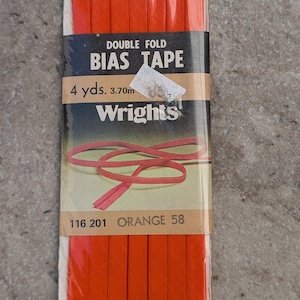 DOUBLE FOLD
BIAS TAPE
4 yds. 3.70m
Wrights
116 201 ORANGE 58